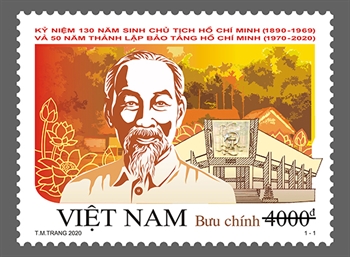 KỶ NIỆM 130 NĂM SINH CHỦ TỊCH HỒ CHÍ MINH (1890-1969)
VÀ 50 NĂM THÀNH LẬP BẢO TÀNG HỒ CHÍ MINH (1970-2020)
VIỆT NAM Bưu chính 4000đ
T.M.TRANG 2020 1 - 1